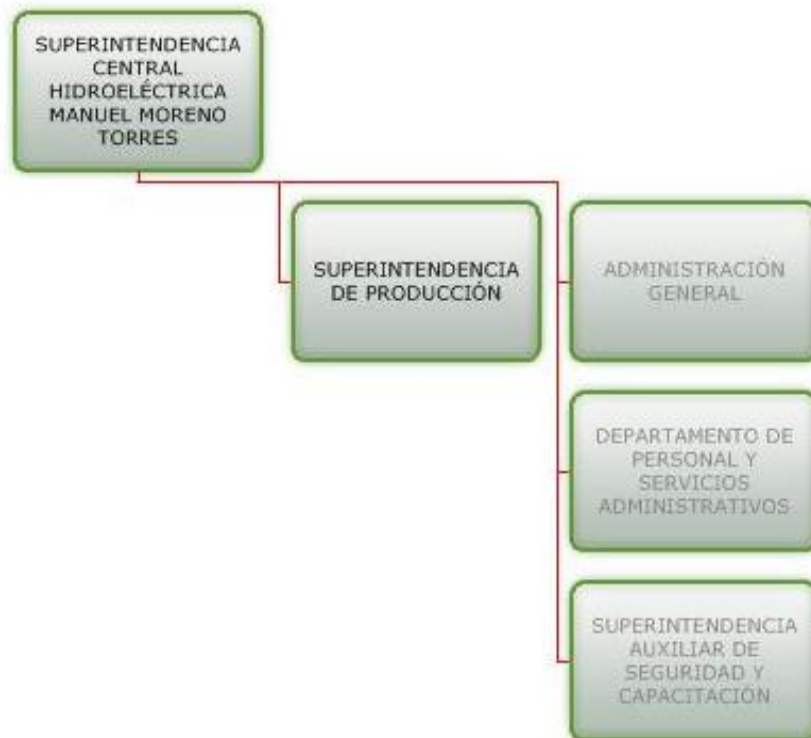 SUPERINTENDENCIA
CENTRAL
HIDROELÉCTRICA
MANUEL MORENO
TORRES
SUPERINTENDENCIA
DE PRODUCCIÓN
ADMINISTRACIÓN
GENERAL
DEPARTAMENTO DE
PERSONAL Y
SERVICIOS
ADMINISTRATIVOS
SUPERINTENDENCIA
AUXILIAR DE
SEGURIDAD Y
CAPACITACIÓN